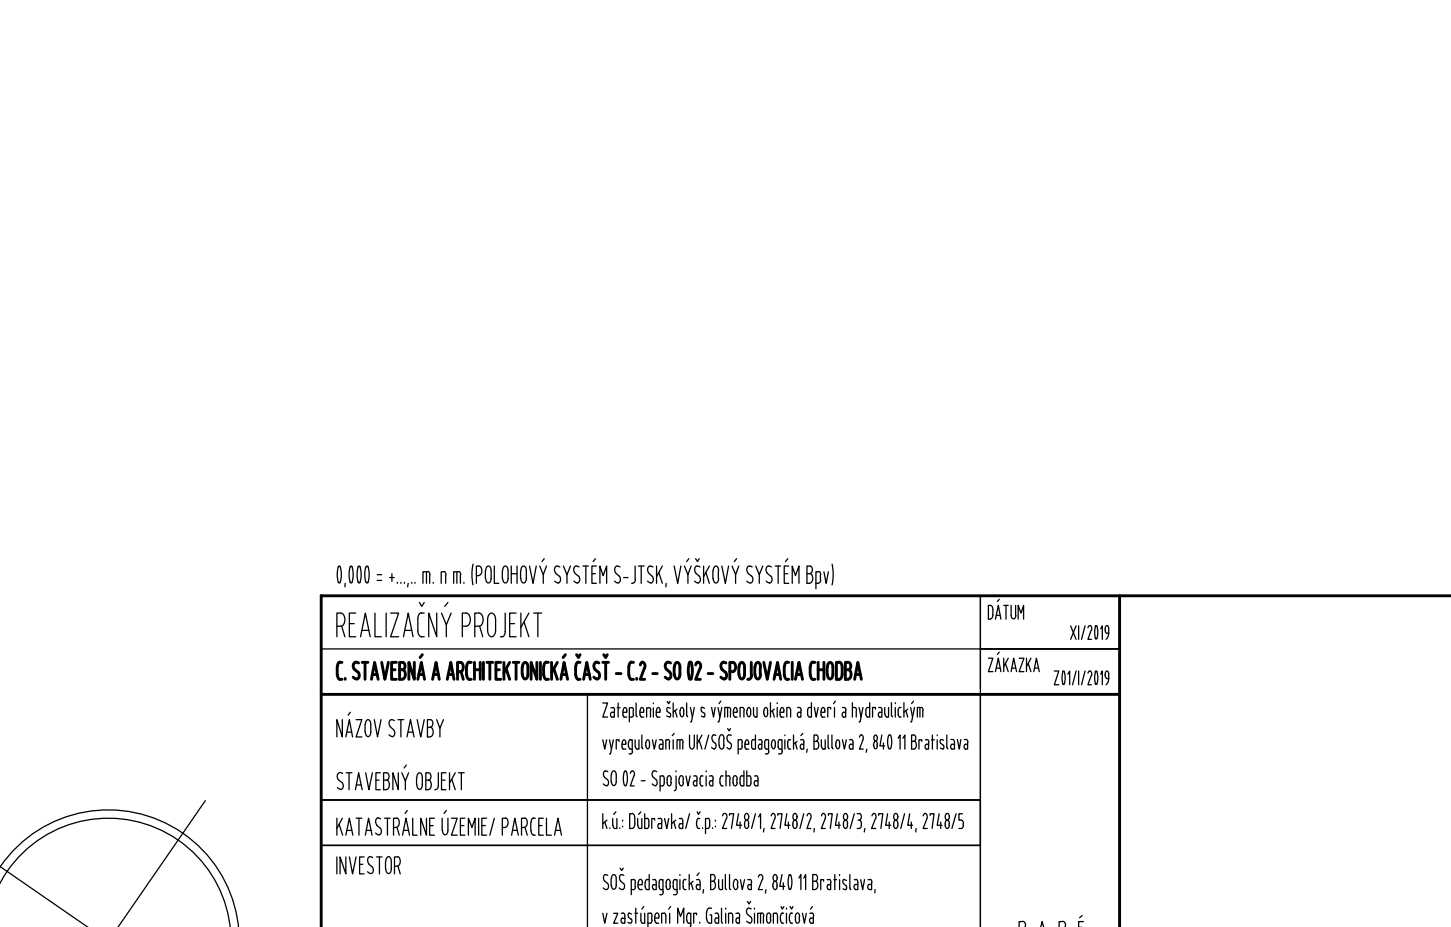 0,000 = +...,.. m. n m. (POLOHOVÝ SYSTÉM S-JTSK, VÝŠKOVÝ SYSTÉM Bpv)
REALIZAČNÝ PROJEKT
DÁTUM
XI/2019
C. STAVEBNÁ A ARCHITEKTONICKÁ ČASŤ - C.2 - SO 02 - SPOJOVACIA CHODBA
ZÁKAZKA
Z01/I/2019
NÁZOV STAVBY
Zateplenie školy s výmenou okien a dverí a hydraulickým
vyregulovaním UK/SOŠ pedagogická, Bullova 2, 840 11 Bratislava
STAVEBNÝ OBJEKT
SO 02 - Spojovacia chodba
KATASTRÁLNE ÚZEMIE/ PARCELA
k.ú.: Dúbravka/ č.p.: 2748/1, 2748/2, 2748/3, 2748/4, 2748/5
INVESTOR
SOŠ pedagogická, Bullova 2, 840 11 Bratislava,
v zastúpení Mgr. Galina Šimončičová
P A R É